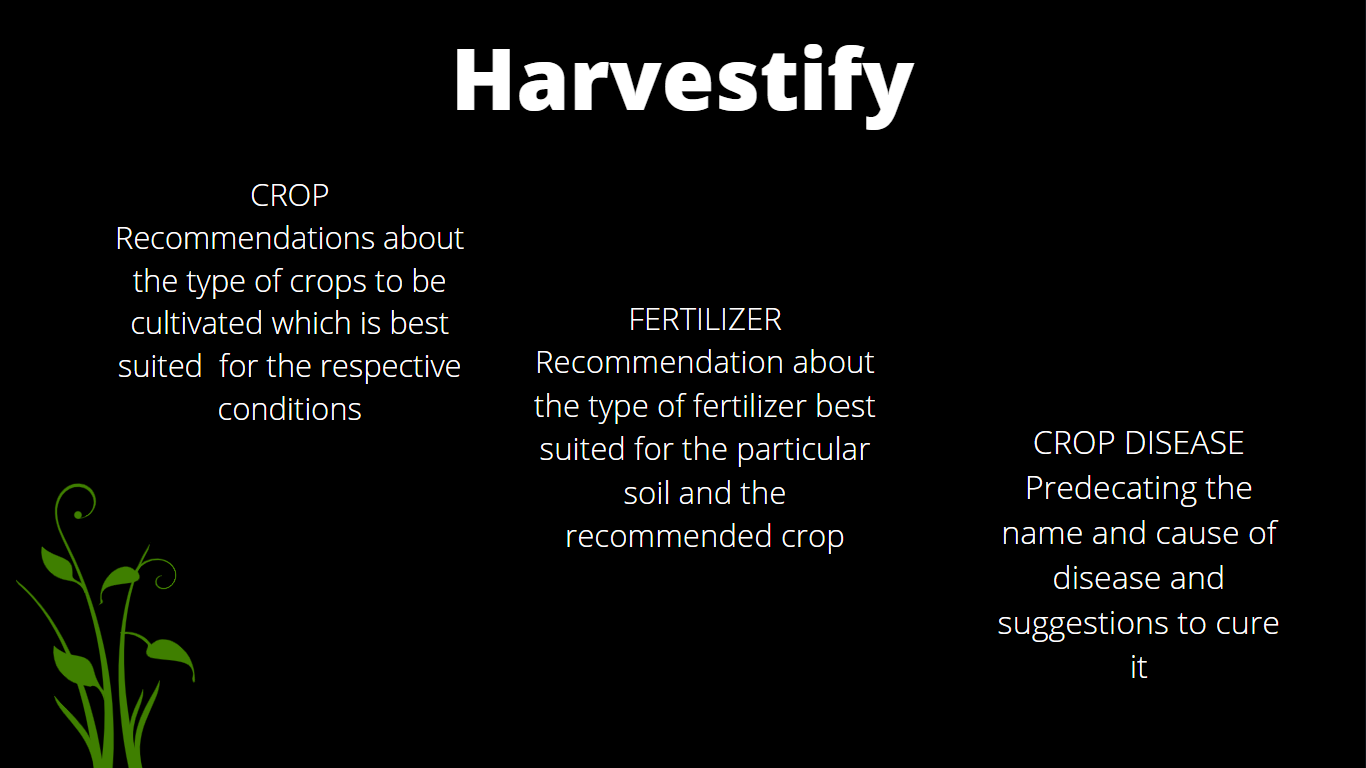 Harvestify
CROP
Recommendations about
the type of crops to be
cultivated which is best
suited  for the respective
conditions
FERTILIZER
Recommendation about
the type of fertilizer best
suited for the particular
soil and the
recommended crop
CROP DISEASE
Predecating the
name and cause of
disease and
suggestions to cure
it